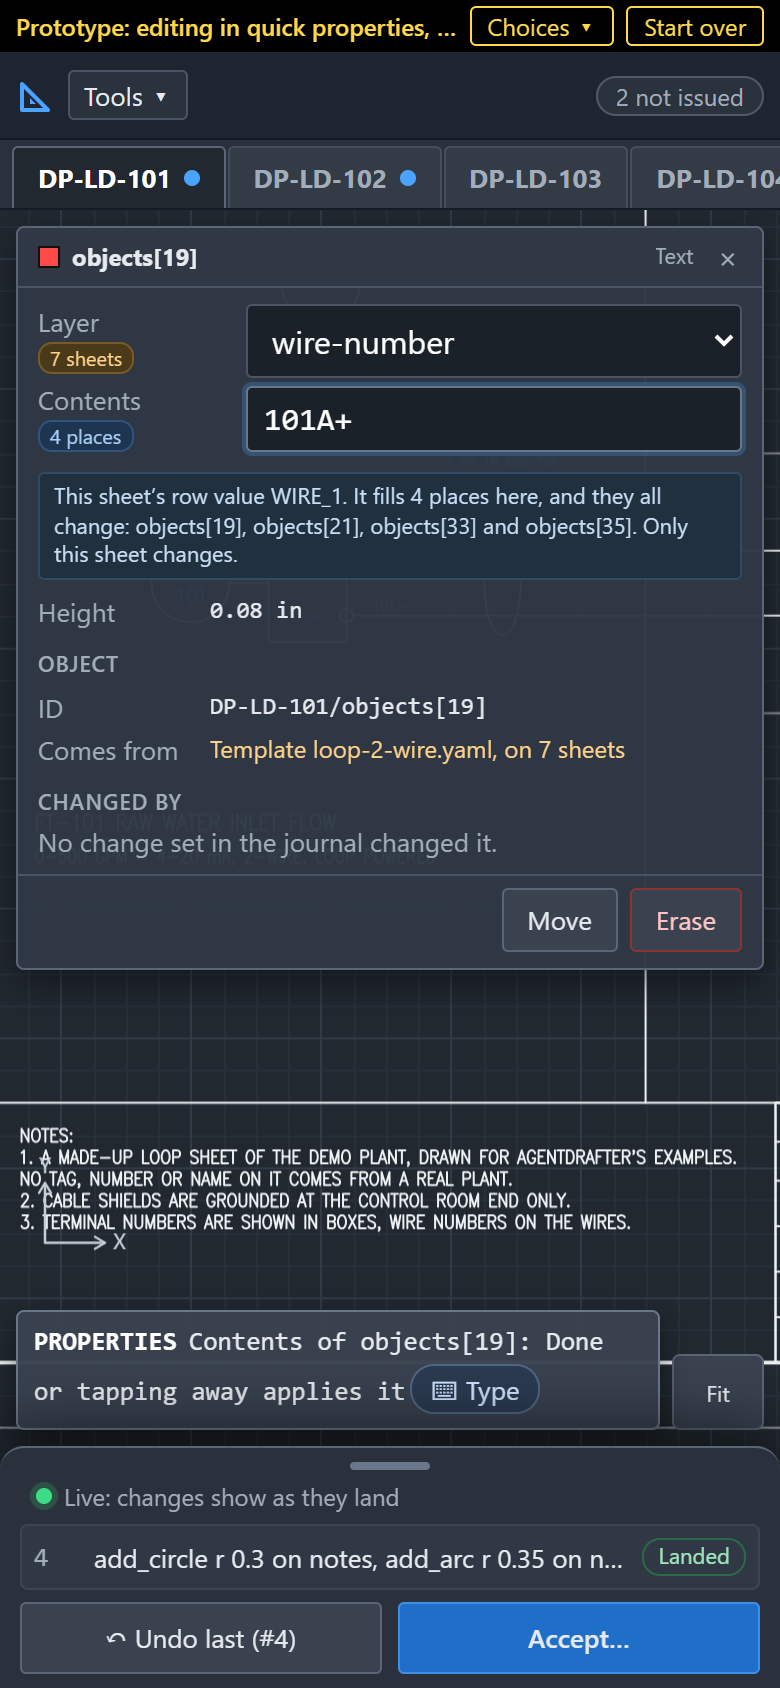 Prototype: editing in quick properties, ...
Choices ▾
Start over
Tools ▾
2 not issued
DP-LD-101
DP-LD-102
DP-LD-103
DP-LD-104
objects[19]
Text ×
Layer
7 sheets
wire-number
Contents
4 places
101A+
This sheet’s row value WIRE_1. It fills 4 places here, and they all
change: objects[19], objects[21], objects[33] and objects[35]. Only
this sheet changes.
Height 0.08 in
OBJECT
ID DP-LD-101/objects[19]
Comes from Template loop-2-wire.yaml, on 7 sheets
CHANGED BY
FT-101 RAW WATER INLET FLOW
No change set in the journal changed it.
Move
Erase
NOTES:
1. A MADE-UP LOOP SHEET OF THE DEMO PLANT, DRAWN FOR AGENTDRAFTER'S EXAMPLES.
NO TAG, NUMBER OR NAME ON IT COMES FROM A REAL PLANT.
2. CABLE SHIELDS ARE GROUNDED AT THE CONTROL ROOM END ONLY.
3. TERMINAL NUMBERS ARE SHOWN IN BOXES, WIRE NUMBERS ON THE WIRES.
Y
X
PROPERTIES Contents of objects[19]: Done
or tapping away applies it
Type
Fit
Live: changes show as they land
4 add_circle r 0.3 on notes, add_arc r 0.35 on n... Landed
Undo last (#4)
Accept...